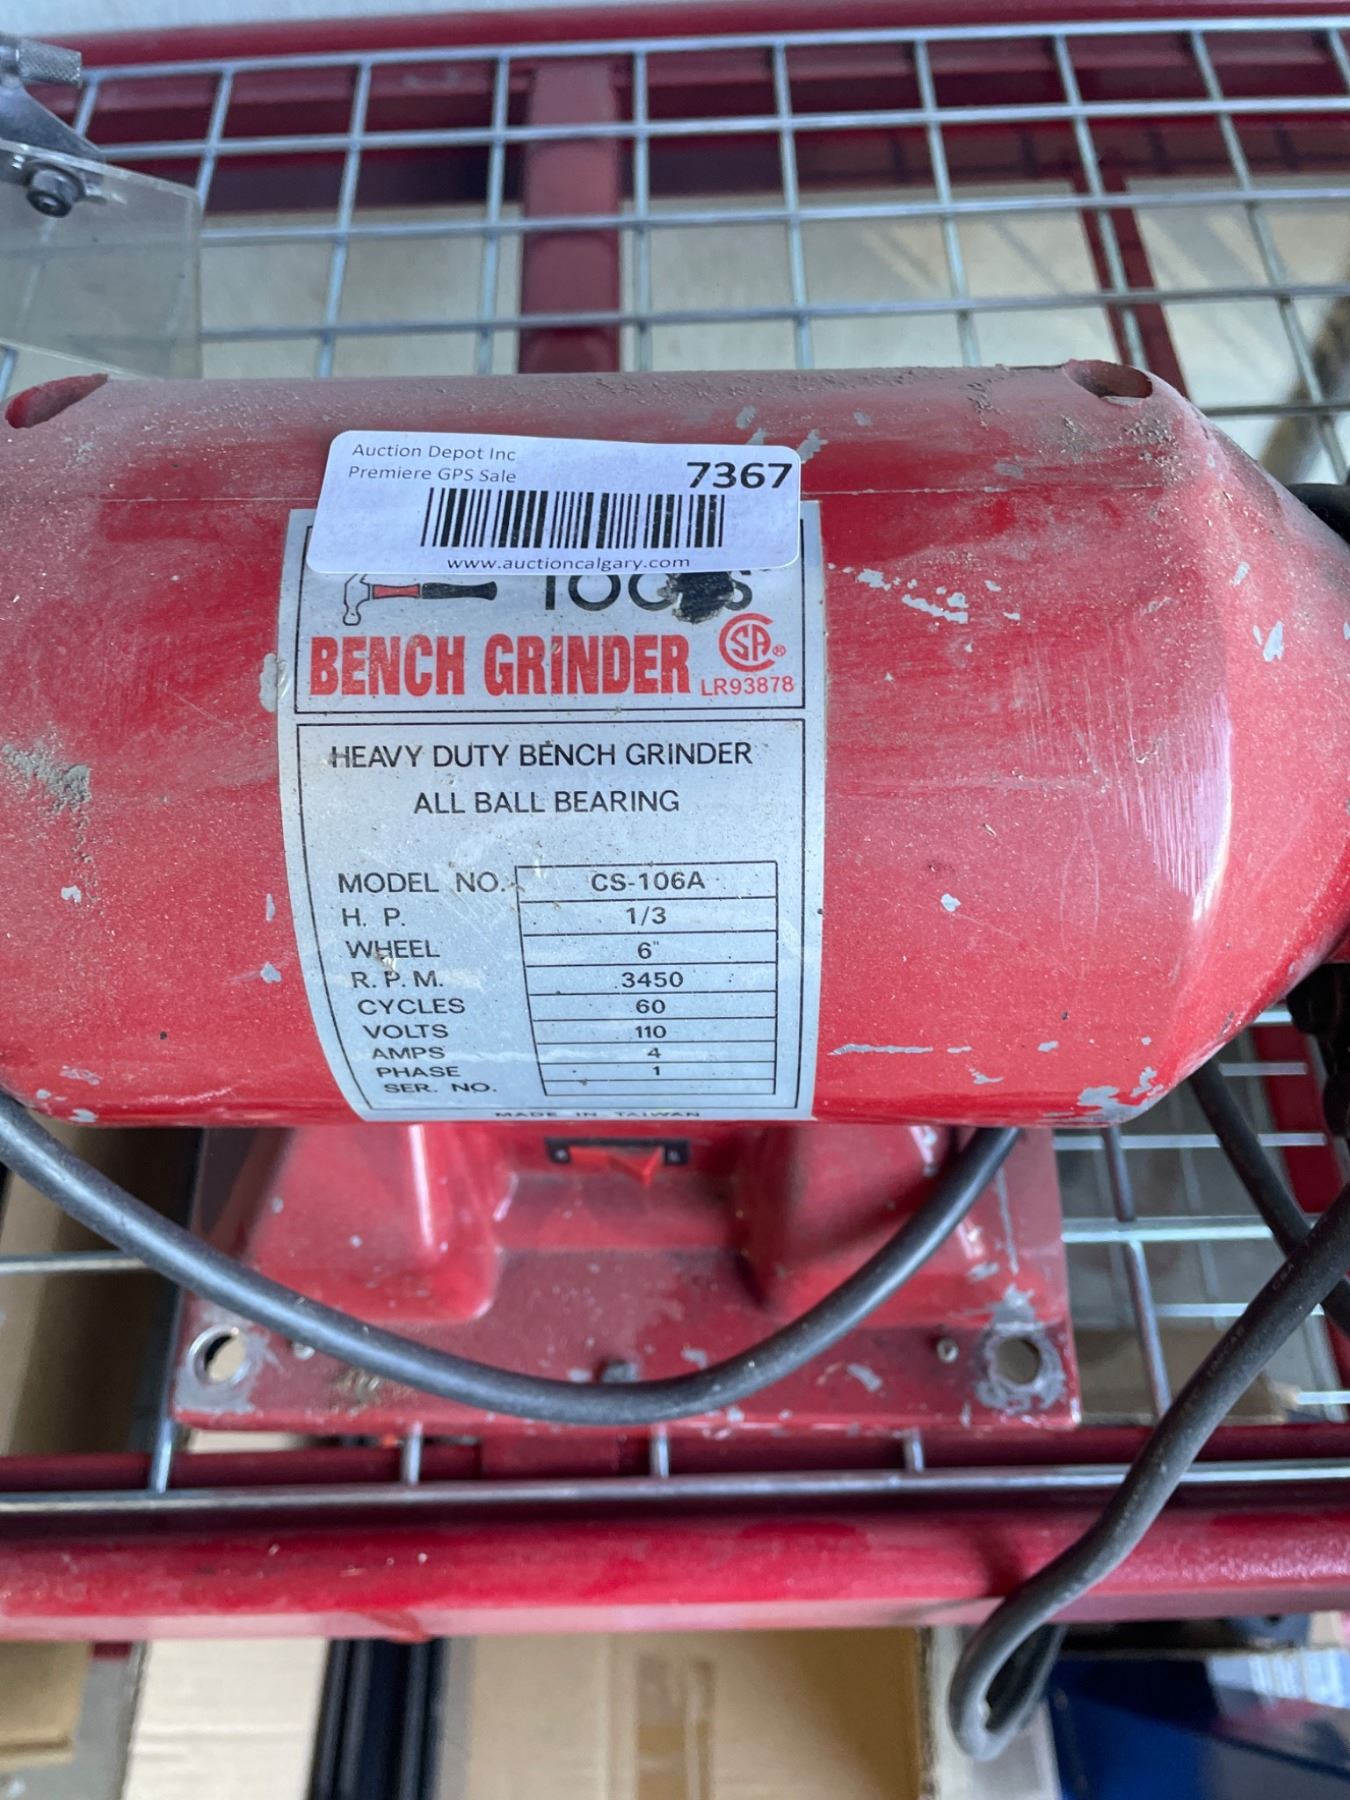 Auction Depot Inc
Premiere GPS Sale
7367
www.auctioncalgary.com
TOOLS
BENCH GRINDER
SA®
LR93878
HEAVY DUTY BENCH GRINDER
ALL BALL BEARING
MODEL NO. CS-106A
H. P. 1/3
WHEEL 6"
R. P. M. 3450
CYCLES 60
VOLTS 110
AMPS 4
PHASE 1
SER. NO.
MADE IN TAIWAN